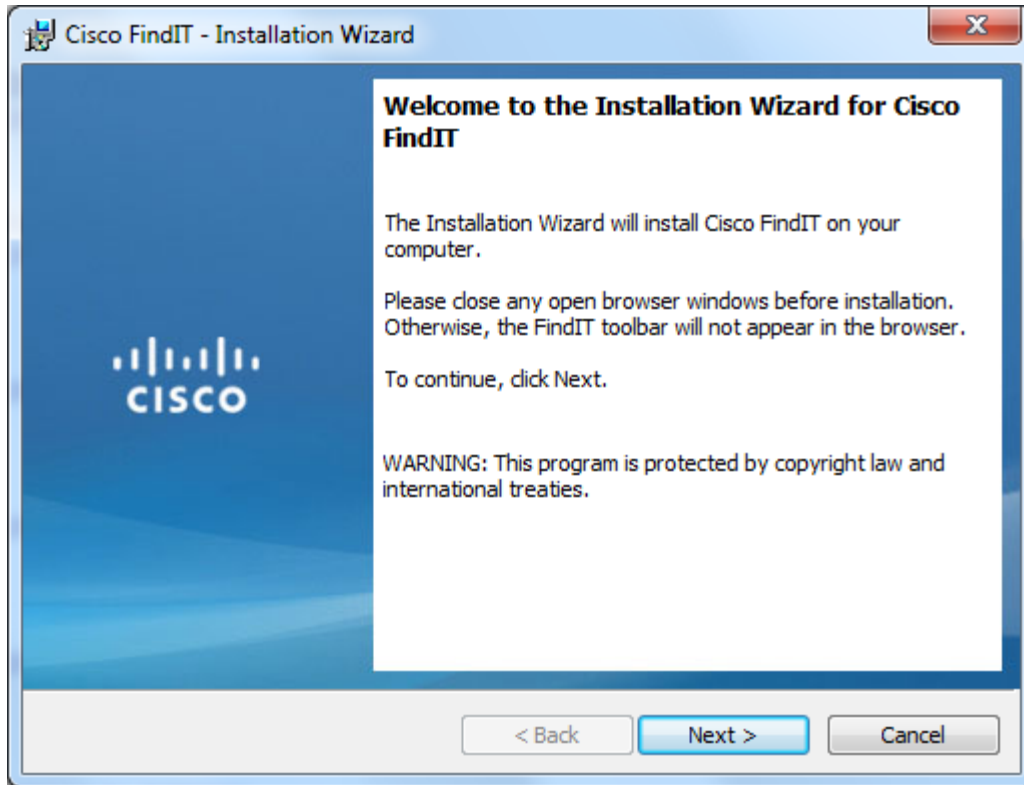 Cisco FindIT - Installation Wizard
X
Welcome to the Installation Wizard for Cisco
FindIT
The Installation Wizard will install Cisco FindIT on your
computer.
Please close any open browser windows before installation.
Otherwise, the FindIT toolbar will not appear in the browser.
To continue, click Next.
CISCO
WARNING: This program is protected by copyright law and
international treaties.
< Back
Next >
Cancel